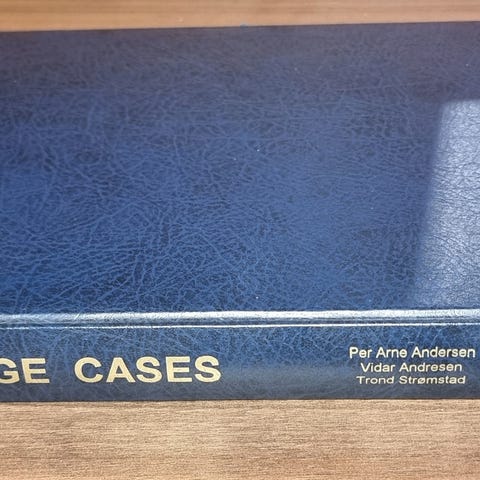 GE CASES
Per Arne Andersen
Vidar Andresen
Trond Strømstad